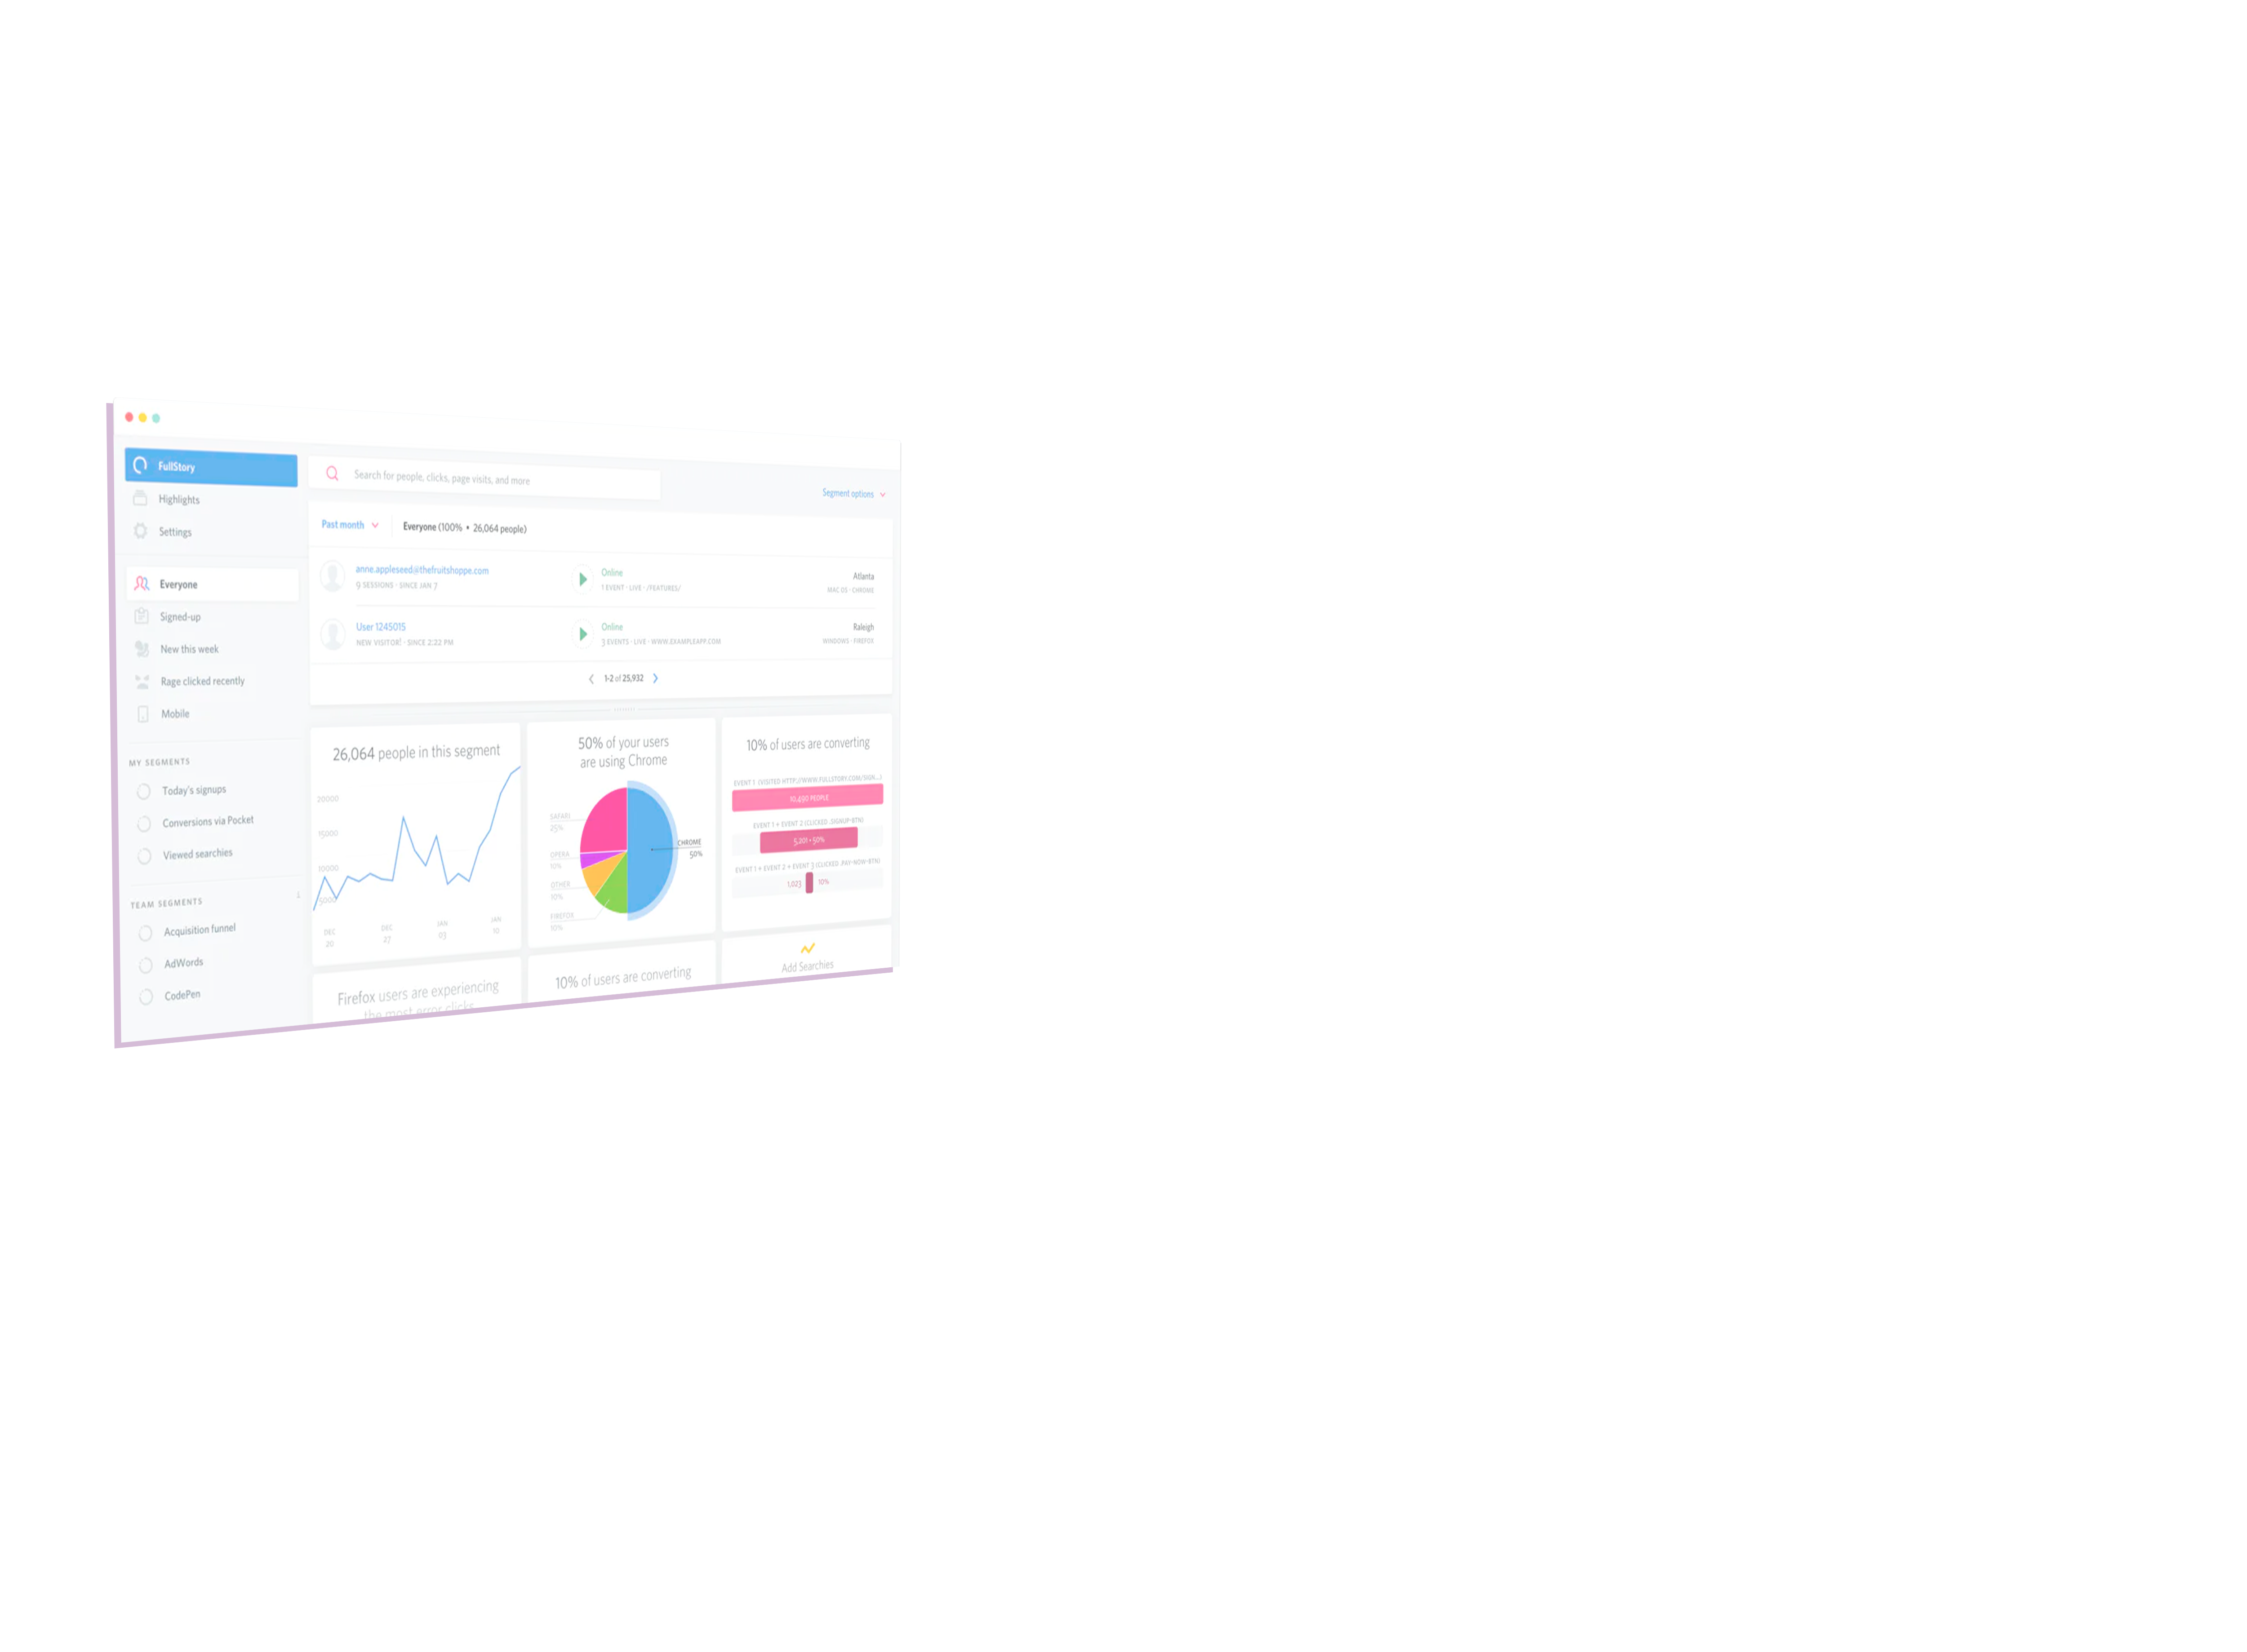 FullStory
Highlights
Settings
Everyone
Signed-up
New this week
Rage clicked recently
Mobile
MY SEGMENTS
Today's signups
Conversions via Pocket
Viewed searchies
TEAM SEGMENTS
Acquisition funnel
AdWords
CodePen
Search for people, clicks, page visits, and more
Segment options
Past month
Everyone (100% • 26,064 people)
anne.appleseed@thefruitshoppe.com
9 SESSIONS · SINCE JAN 7
Online
1 EVENT · LIVE · /FEATURES/
Atlanta
MAC OS · CHROME
User 1245015
NEW VISITOR! · SINCE 2:22 PM
Online
3 EVENTS · LIVE · WWW.EXAMPLEAPP.COM
Raleigh
WINDOWS · FIREFOX
1-2 of 25,932
26,064 people in this segment
20000
15000
10000
5000
DEC
20
DEC
27
JAN
03
JAN
10
50% of your users
are using Chrome
SAFARI
25%
OPERA
10%
OTHER
10%
FIREFOX
10%
CHROME
50%
10% of users are converting
EVENT 1 (VISITED HTTP://WWW.FULLSTORY.COM/SIGN...)
10,490 PEOPLE
EVENT 1 + EVENT 2 (CLICKED .SIGNUP-BTN)
5,201 • 50%
EVENT 1 + EVENT 2 + EVENT 3 (CLICKED .PAY-NOW-BTN)
1,023
10%
Firefox users are experiencing
the most error clicks
10% of users are converting
Add Searchies